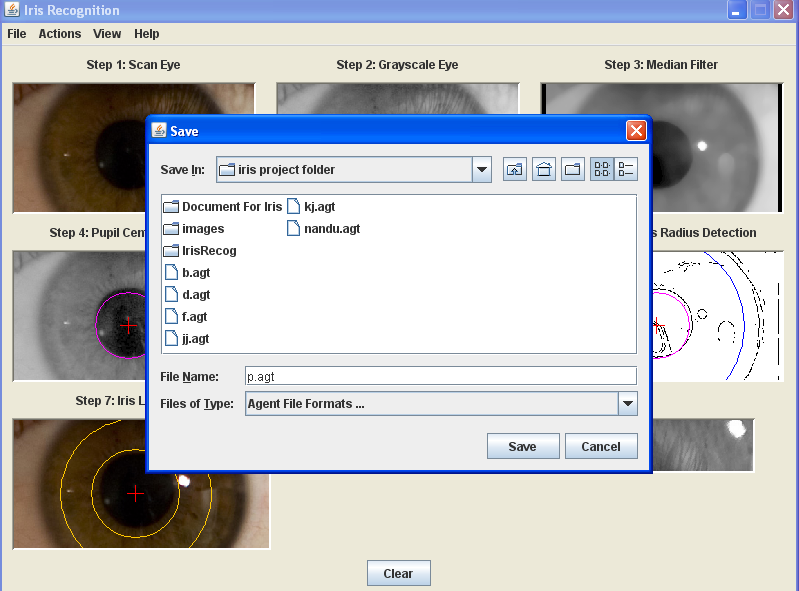 Iris Recognition
File Actions View Help
Step 1: Scan Eye
Step 2: Grayscale Eye
Step 3: Median Filter
Save
Save In:
iris project folder
Document For Iris
kj.agt
images
nandu.agt
IrisRecog
b.agt
d.agt
f.agt
jj.agt
File Name:
p.agt
Files of Type:
Agent File Formats ...
Save
Cancel
Step 4: Pupil Cen
s Radius Detection
Step 7: Iris L
Clear